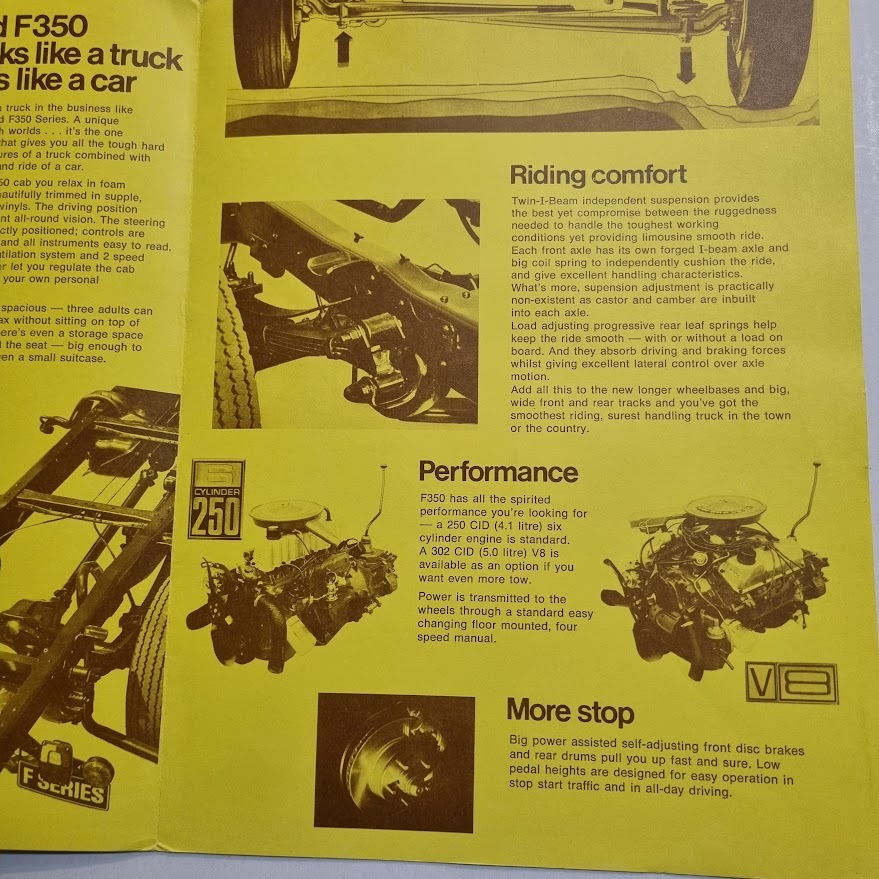 d F350
ks like a truck
s like a car
a truck in the business like
d F350 Series. A unique
h worlds . . . it's the one
that gives you all the tough hard
ures of a truck combined with
and ride of a car.
50 cab you relax in foam
eautifully trimmed in supple,
vinyls. The driving position
nt all-round vision. The steering
ctly positioned; controls are
and all instruments easy to read.
ntilation system and 2 speed
er let you regulate the cab
your own personal
spacious — three adults can
ax without sitting on top of
here's even a storage space
d the seat — big enough to
en a small suitcase.
F SERIES
Riding comfort
Twin-I-Beam independent suspension provides
the best yet compromise between the ruggedness
needed to handle the toughest working
conditions yet providing limousine smooth ride.
Each front axle has its own forged I-beam axle and
big coil spring to independently cushion the ride,
and give excellent handling characteristics.
What's more, supension adjustment is practically
non-existent as castor and camber are inbuilt
into each axle.
Load adjusting progressive rear leaf springs help
keep the ride smooth — with or without a load on
board. And they absorb driving and braking forces
whilst giving excellent lateral control over axle
motion.
Add all this to the new longer wheelbases and big,
wide front and rear tracks and you've got the
smoothest riding, surest handling truck in the town
or the country.
6
CYLINDER
250
Performance
F350 has all the spirited
performance you're looking for
— a 250 CID (4.1 litre) six
cylinder engine is standard.
A 302 CID (5.0 litre) V8 is
available as an option if you
want even more tow.
Power is transmitted to the
wheels through a standard easy
changing floor mounted, four
speed manual.
V8
More stop
Big power assisted self-adjusting front disc brakes
and rear drums pull you up fast and sure. Low
pedal heights are designed for easy operation in
stop start traffic and in all-day driving.